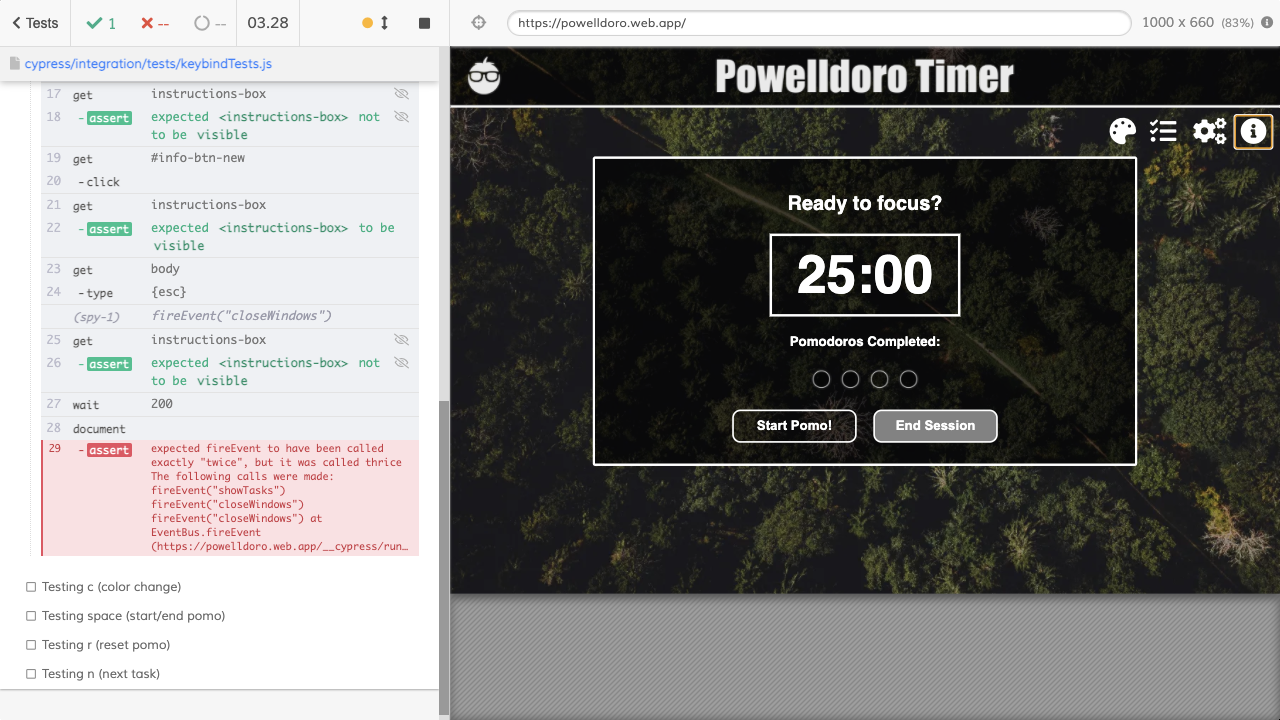 Tests
1
--
--
03.28
https://powelldoro.web.app/
1000 x 660 (83%)
cypress/integration/tests/keybindTests.js
17 get instructions-box
18 -assert expected <instructions-box> not
to be visible
19 get #info-btn-new
20 -click
21 get instructions-box
22 -assert expected <instructions-box> to be
visible
23 get body
24 -type {esc}
(spy-1) fireEvent("closeWindows")
25 get instructions-box
26 -assert expected <instructions-box> not
to be visible
27 wait 200
28 document
29 -assert expected fireEvent to have been called
exactly "twice", but it was called thrice
The following calls were made:
fireEvent("showTasks")
fireEvent("closeWindows")
fireEvent("closeWindows") at
EventBus.fireEvent
(https://powelldoro.web.app/__cypress/run…
Testing c (color change)
Testing space (start/end pomo)
Testing r (reset pomo)
Testing n (next task)
Powelldoro Timer
Ready to focus?
25:00
Pomodoros Completed:
Start Pomo!
End Session